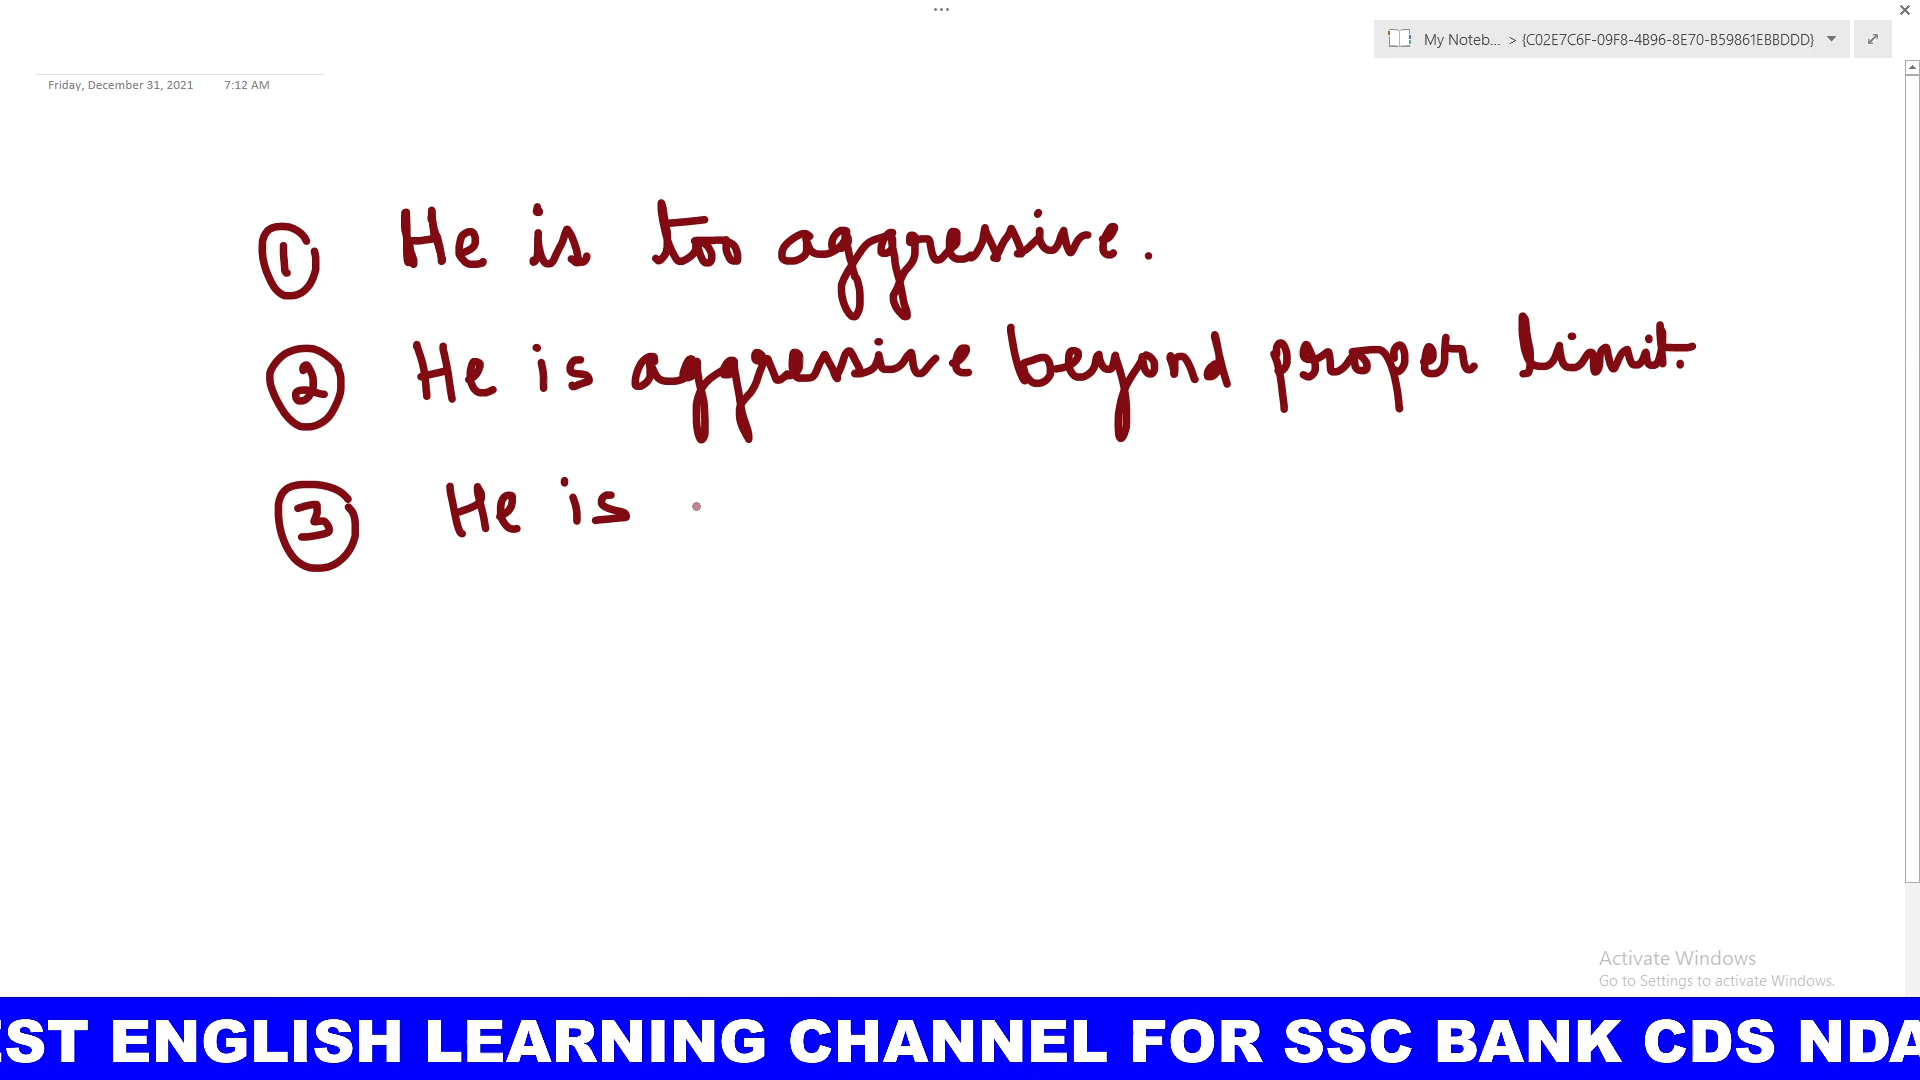 My Noteb... > {C02E7C6F-09F8-4B96-8E70-B59861EBBDDD}
Friday, December 31, 2021 7:12 AM
1 He is too aggressive.
2 He is aggressive beyond proper limit.
3 He is
Activate Windows
Go to Settings to activate Windows.
EST ENGLISH LEARNING CHANNEL FOR SSC BANK CDS NDA